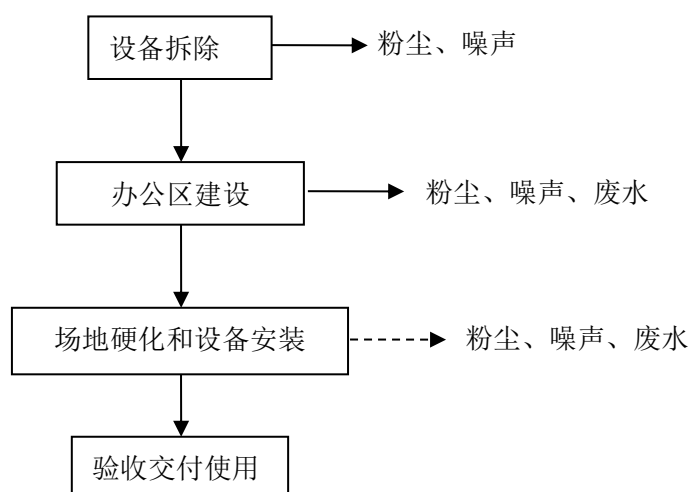 设备拆除
粉尘、噪声
办公区建设
粉尘、噪声、废水
场地硬化和设备安装
粉尘、噪声、废水
验收交付使用